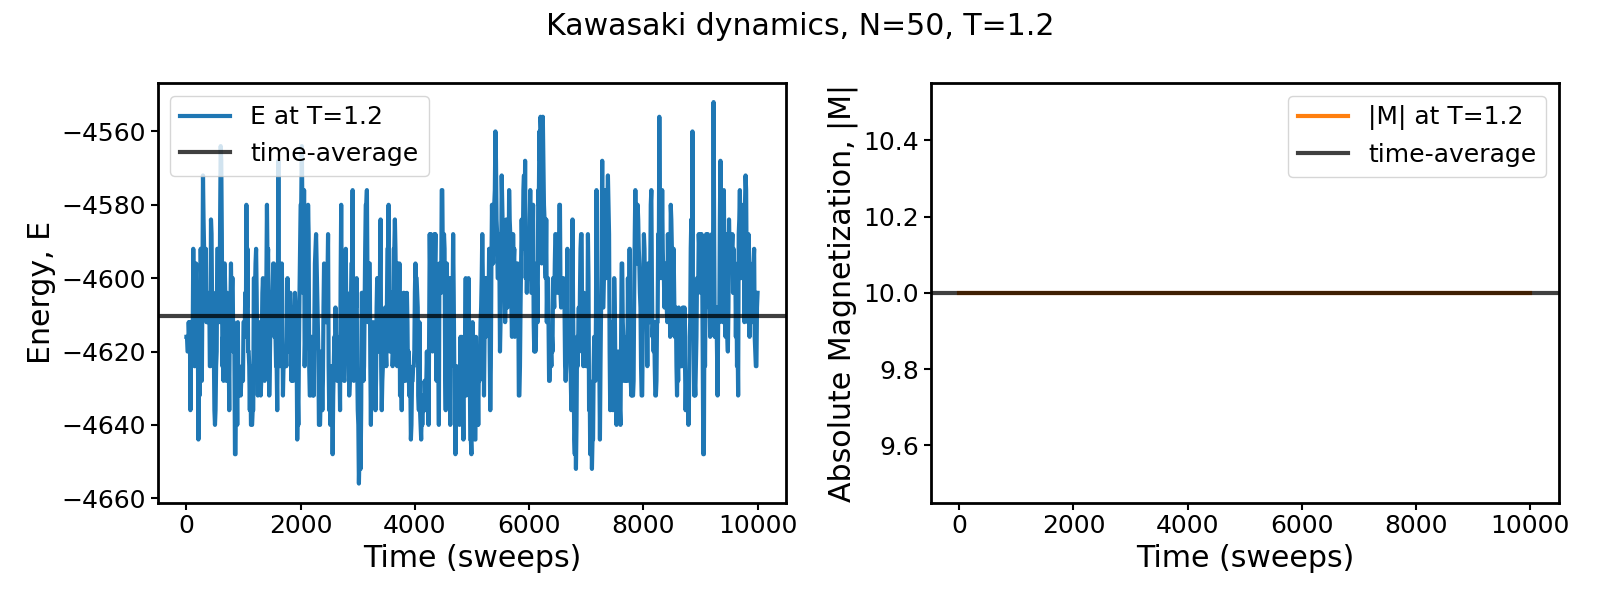 Kawasaki dynamics, N=50, T=1.2
Energy, E
−4560
−4580
−4600
−4620
−4640
−4660
E at T=1.2
time-average
0 2000 4000 6000 8000 10000
Time (sweeps)
Absolute Magnetization, |M|
10.4
10.2
10.0
9.8
9.6
|M| at T=1.2
time-average
0 2000 4000 6000 8000 10000
Time (sweeps)